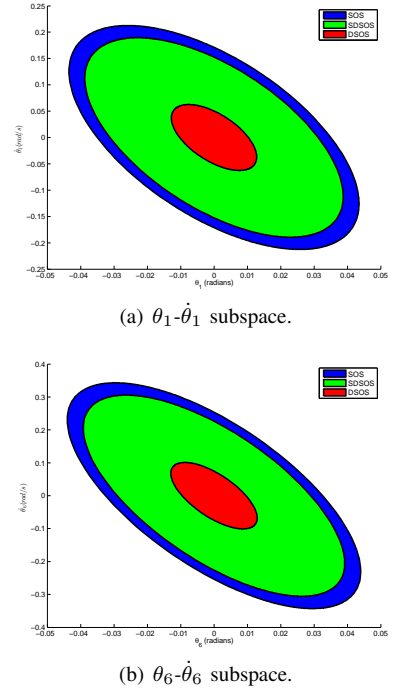 0.25
0.2
0.15
0.1
0.05
0
−0.05
−0.1
−0.15
−0.2
−0.25
θ̇₁(rad/s)
SOS
SDSOS
DSOS
−0.05 −0.04 −0.03 −0.02 −0.01 0 0.01 0.02 0.03 0.04 0.05
θ₁ (radians)
(a) θ₁-θ̇₁ subspace.
0.4
0.3
0.2
0.1
0
−0.1
−0.2
−0.3
−0.4
θ̇₆(rad/s)
SOS
SDSOS
DSOS
−0.05 −0.04 −0.03 −0.02 −0.01 0 0.01 0.02 0.03 0.04 0.05
θ₆ (radians)
(b) θ₆-θ̇₆ subspace.